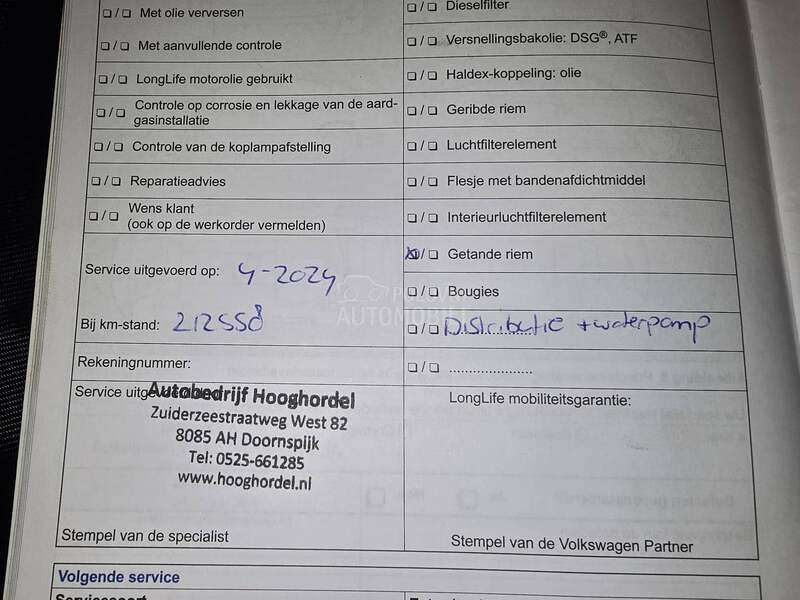 ❏ / ❏ Met olie verversen
❏ / ❏ Met aanvullende controle
❏ / ❏ LongLife motorolie gebruikt
❏ / ❏ Controle op corrosie en lekkage van de aard-
gasinstallatie
❏ / ❏ Controle van de koplampafstelling
❏ / ❏ Reparatieadvies
❏ / ❏ Wens klant
(ook op de werkorder vermelden)
Service uitgevoerd op: 4-2024
Bij km-stand: 212558
Rekeningnummer:
Service uitge
Autobedrijf Hooghordel
Zuiderzeestraatweg West 82
8085 AH Doornspijk
Tel: 0525-661285
www.hooghordel.nl
Stempel van de specialist
❏ / ❏ Dieselfilter
❏ / ❏ Versnellingsbakolie: DSG®, ATF
❏ / ❏ Haldex-koppeling: olie
❏ / ❏ Geribde riem
❏ / ❏ Luchtfilterelement
❏ / ❏ Flesje met bandenafdichtmiddel
❏ / ❏ Interieurluchtfilterelement
☒ / ❏ Getande riem
❏ / ❏ Bougies
❏ / ❏ Distributie + waterpomp
❏ / ❏ .....................
LongLife mobiliteitsgarantie:
Stempel van de Volkswagen Partner
Volgende service
Servicesoort
AUTOMOBILI